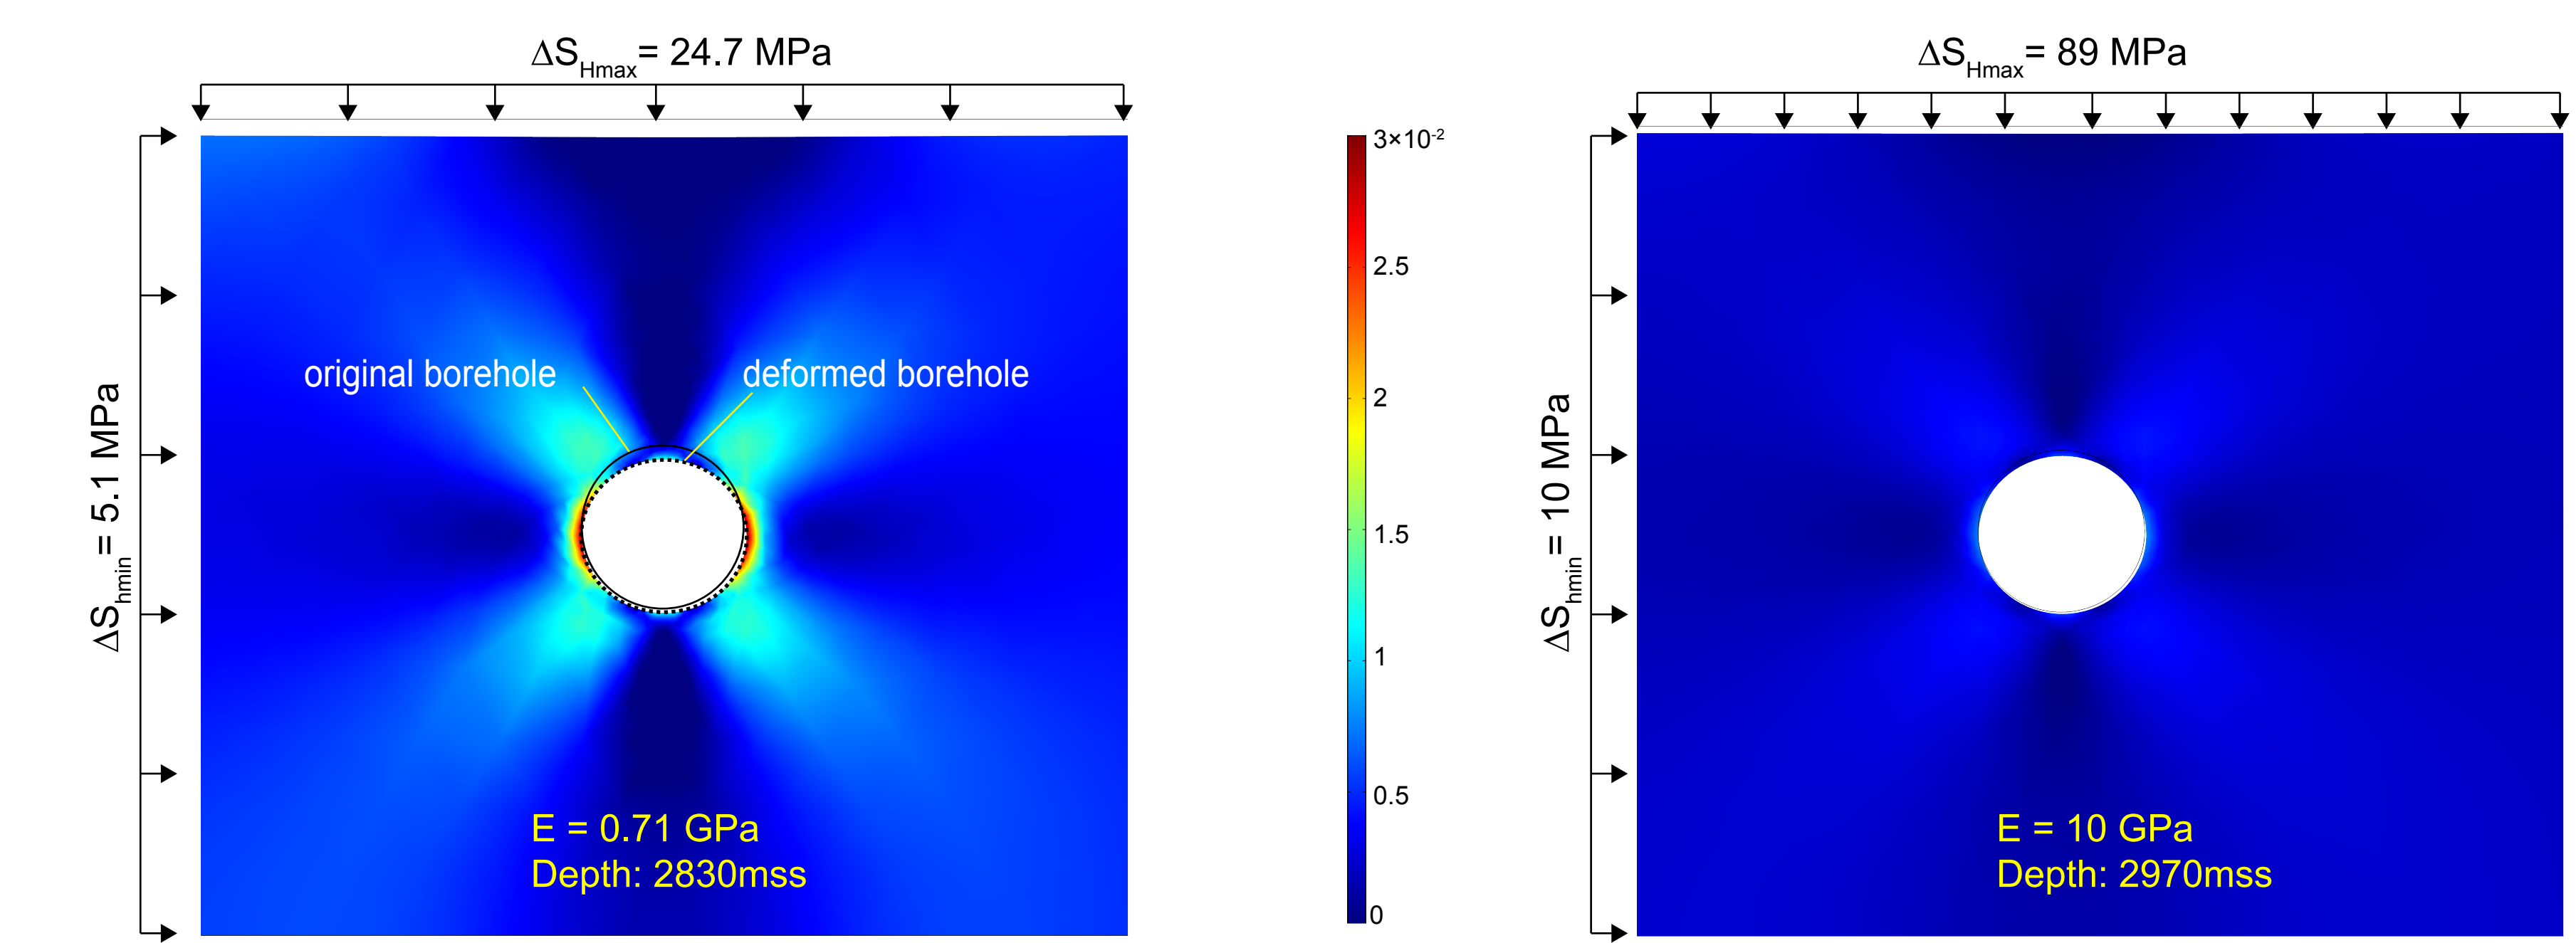 ΔSHmax= 24.7 MPa
ΔShmin = 5.1 MPa
original borehole
deformed borehole
E = 0.71 GPa
Depth: 2830mss
3×10-2
2.5
2
1.5
1
0.5
0
ΔSHmax= 89 MPa
ΔShmin = 10 MPa
E = 10 GPa
Depth: 2970mss